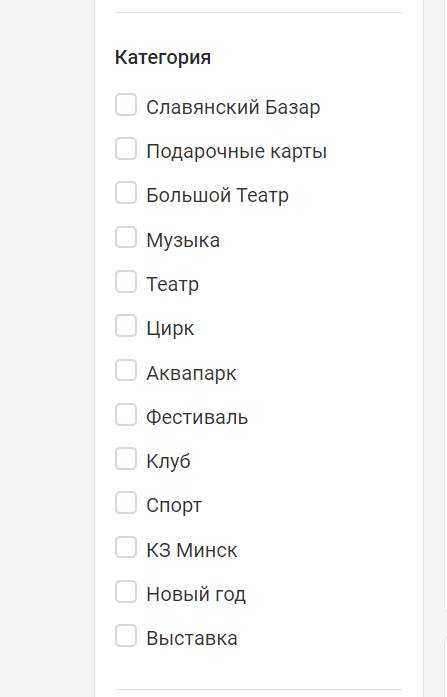 Категория
Славянский Базар
Подарочные карты
Большой Театр
Музыка
Театр
Цирк
Аквапарк
Фестиваль
Клуб
Спорт
КЗ Минск
Новый год
Выставка